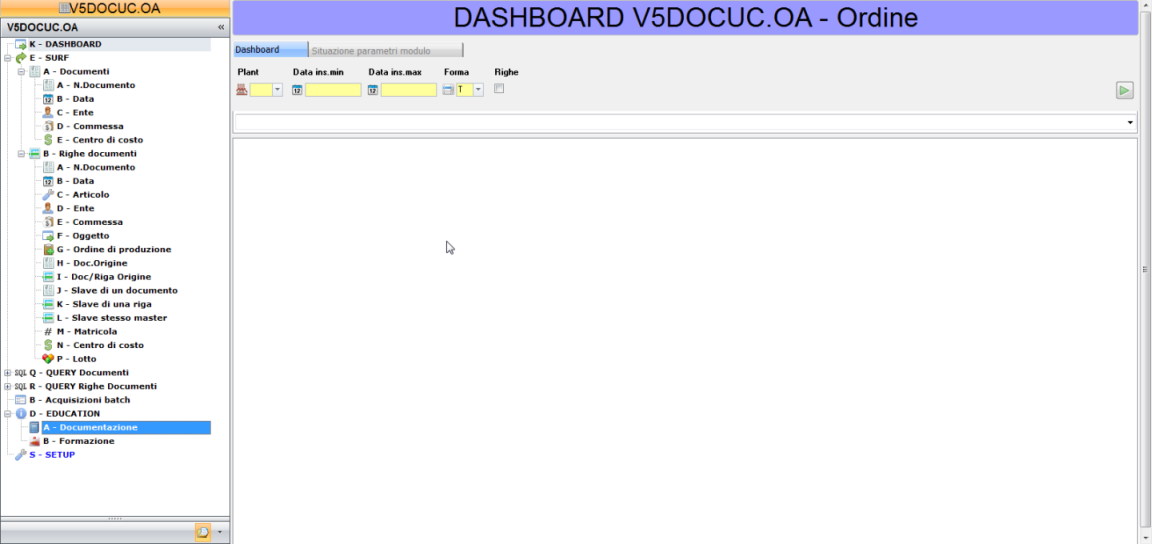 V5DOCUC.OA
V5DOCUC.OA «
K - DASHBOARD
E - SURF
A - Documenti
A - N.Documento
12 B - Data
C - Ente
D - Commessa
$ E - Centro di costo
B - Righe documenti
A - N.Documento
12 B - Data
C - Articolo
D - Ente
E - Commessa
F - Oggetto
G - Ordine di produzione
H - Doc.Origine
I - Doc/Riga Origine
J - Slave di un documento
K - Slave di una riga
L - Slave stesso master
# M - Matricola
$ N - Centro di costo
P - Lotto
SQL Q - QUERY Documenti
SQL R - QUERY Righe Documenti
B - Acquisizioni batch
D - EDUCATION
A - Documentazione
B - Formazione
S - SETUP
DASHBOARD V5DOCUC.OA - Ordine
Dashboard Situazione parametri modulo
Plant Data ins.min Data ins.max Forma Righe
12 12 T